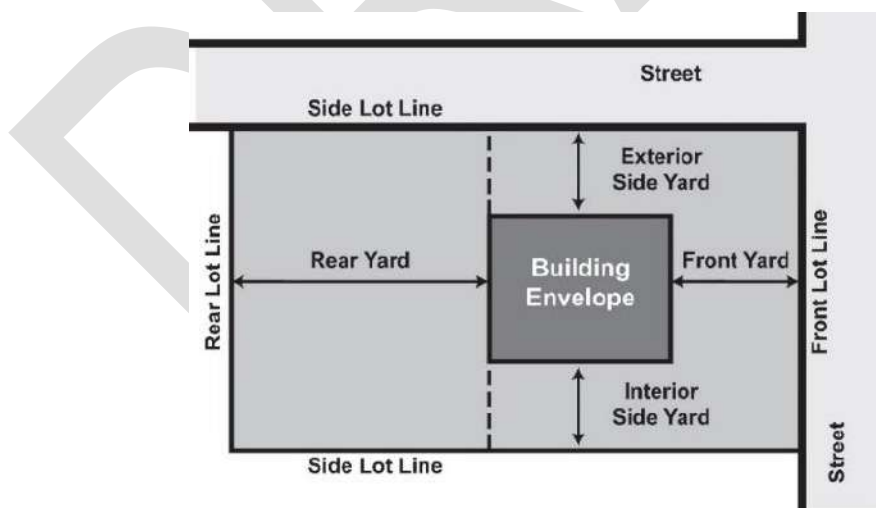 Street
Side Lot Line
Exterior
Side Yard
Rear Lot Line
Rear Yard
Building
Envelope
Front Yard
Front Lot Line
Interior
Side Yard
Side Lot Line
Street